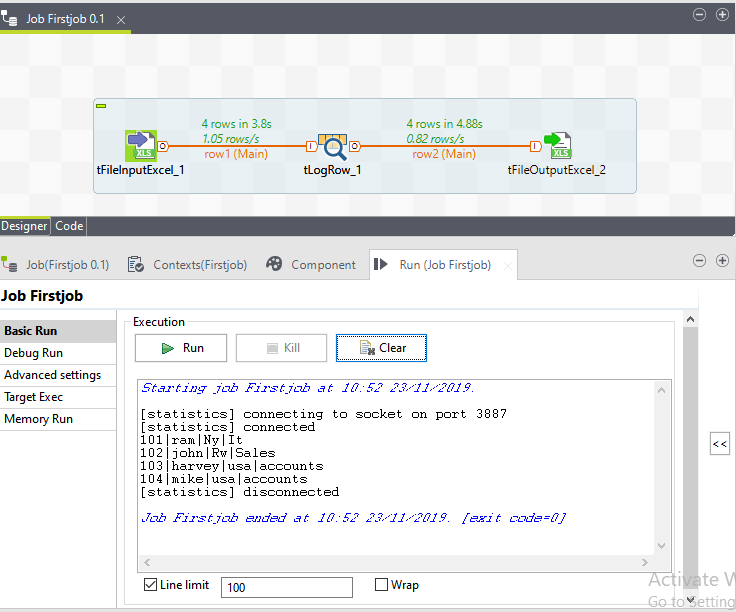 Job Firstjob 0.1
4 rows in 3.8s
1.05 rows/s
row1 (Main)
4 rows in 4.88s
0.82 rows/s
row2 (Main)
XLS
XLS
tFileInputExcel_1
tLogRow_1
tFileOutputExcel_2
Designer
Code
Job(Firstjob 0.1)
Contexts(Firstjob)
Component
Run (Job Firstjob)
Job Firstjob
Basic Run
Debug Run
Advanced settings
Target Exec
Memory Run
Execution
Run
Kill
Clear
Starting job Firstjob at 10:52 23/11/2019.
[statistics] connecting to socket on port 3887
[statistics] connected
101|ram|Ny|It
102|john|Rw|Sales
103|harvey|usa|accounts
104|mike|usa|accounts
[statistics] disconnected
Job Firstjob ended at 10:52 23/11/2019. [exit code=0]
<<
Line limit
100
Wrap
Activate W
Go to Setting